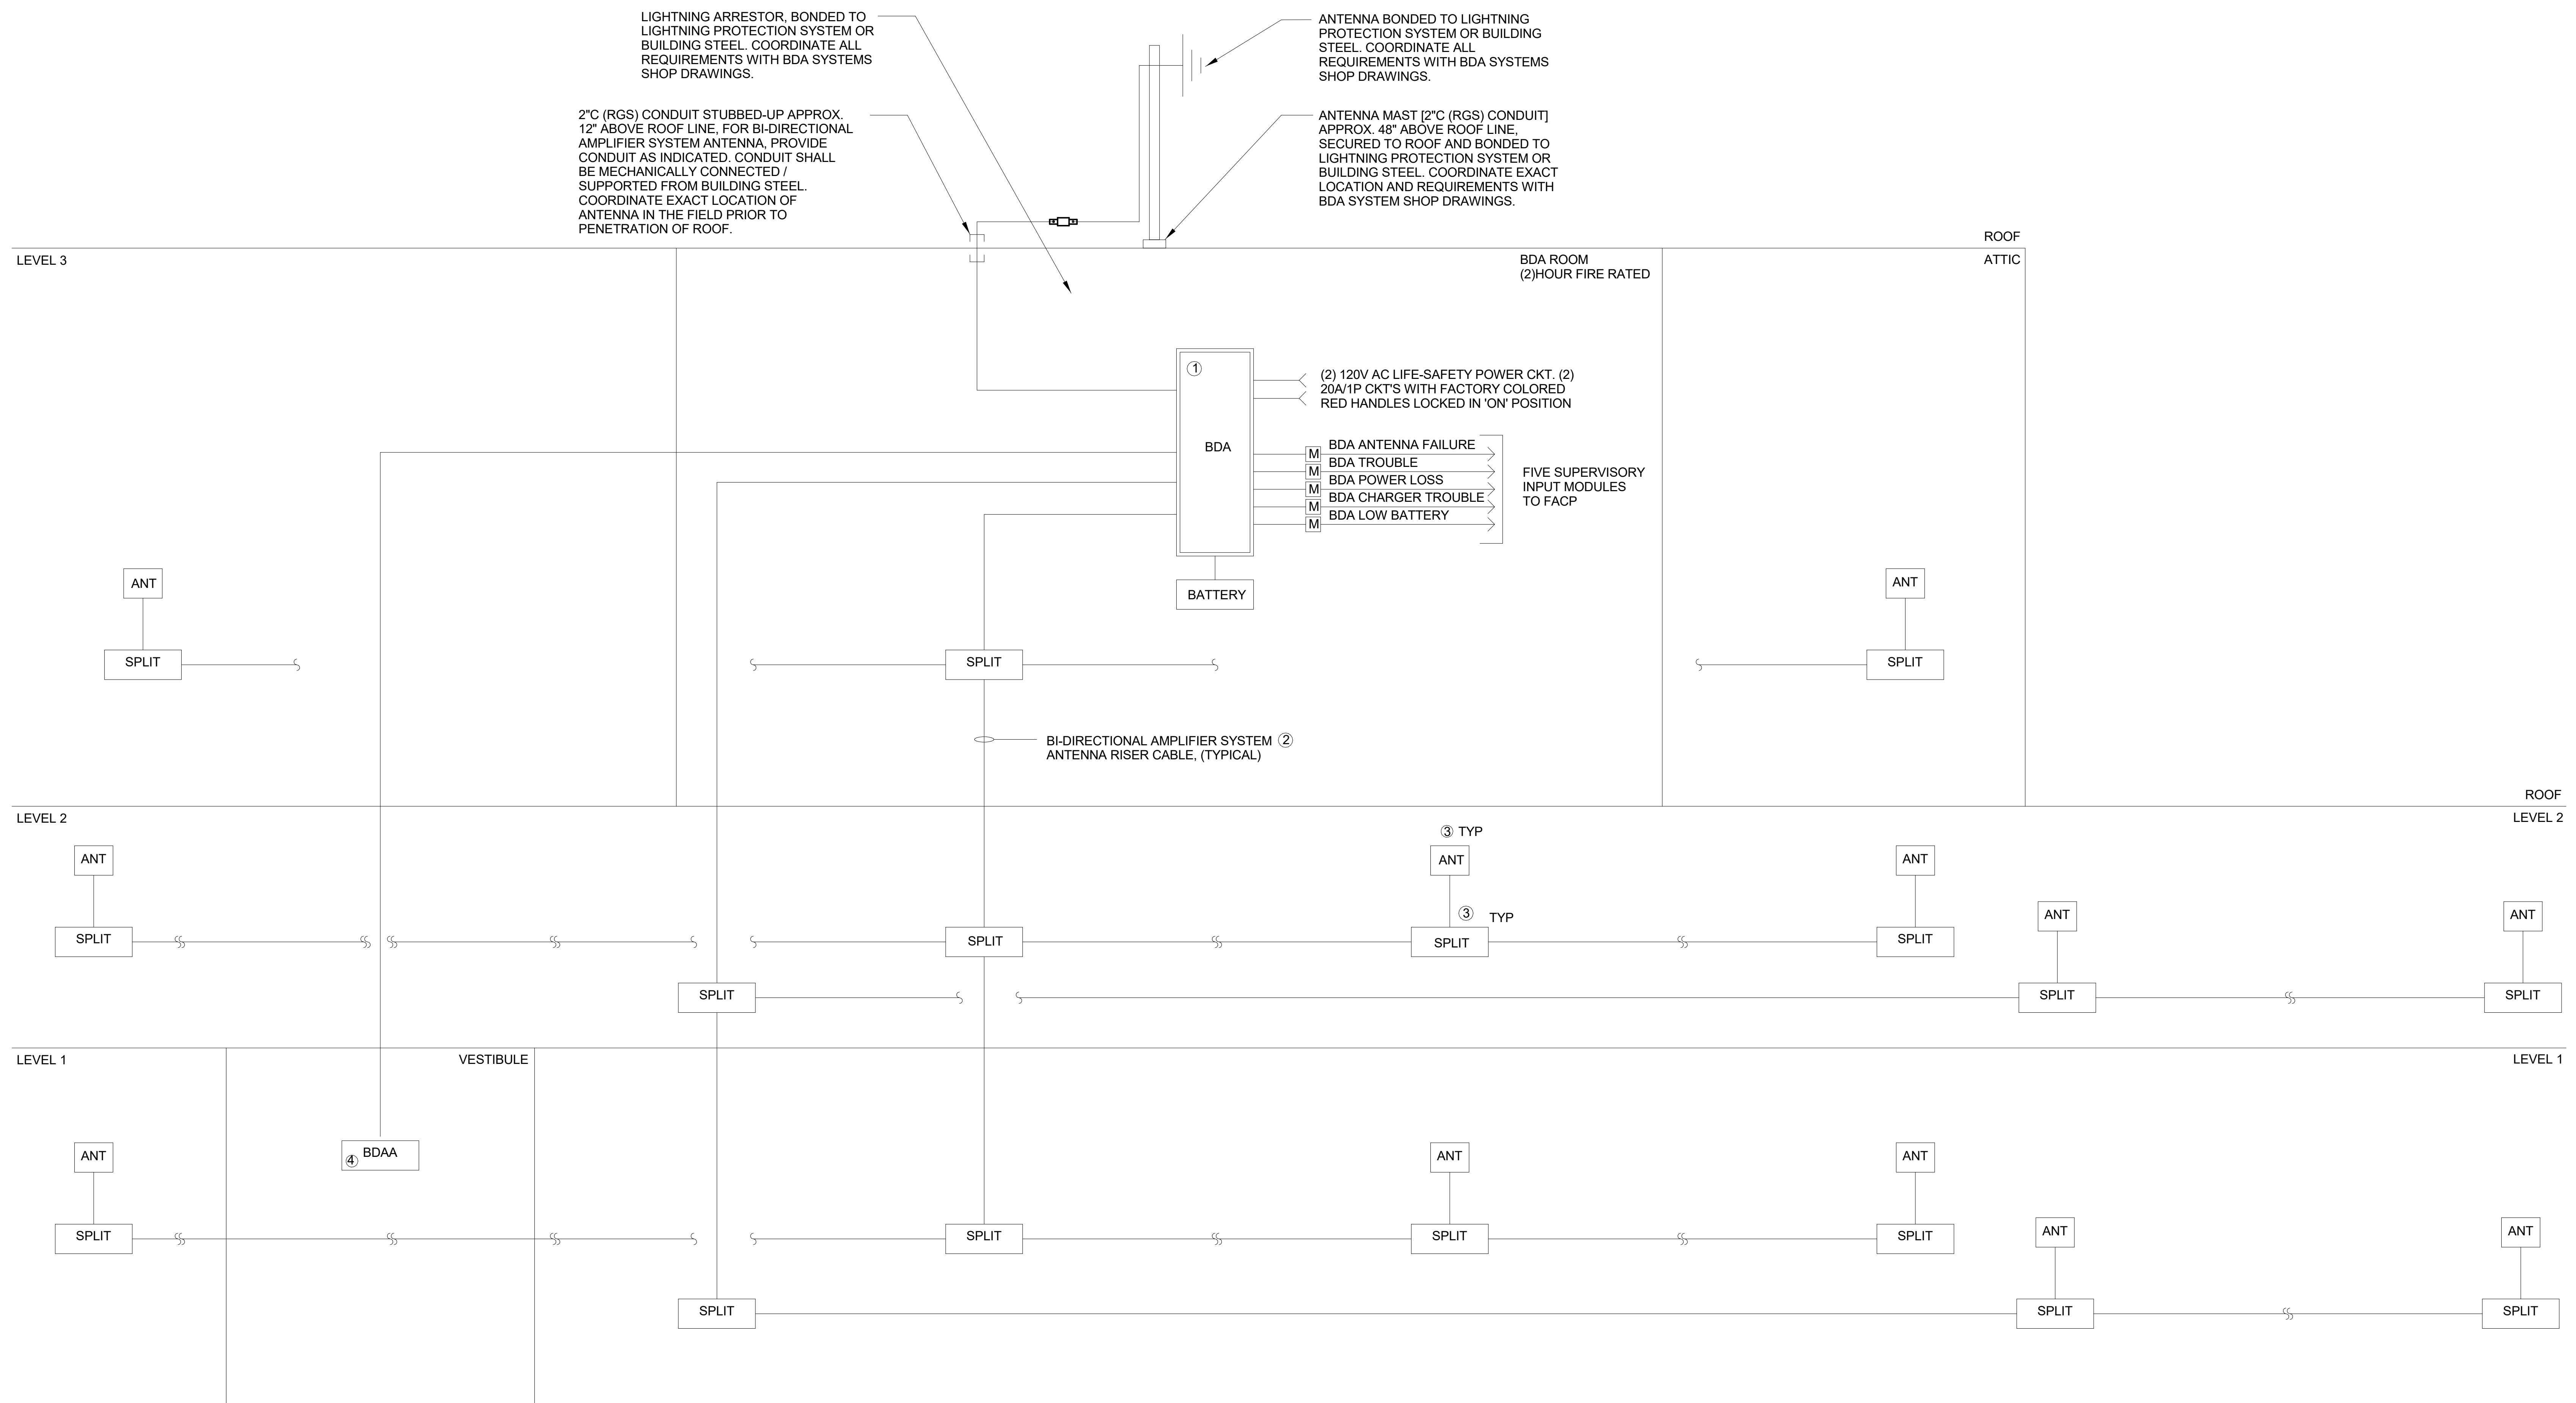 LIGHTNING ARRESTOR, BONDED TO
LIGHTNING PROTECTION SYSTEM OR
BUILDING STEEL. COORDINATE ALL
REQUIREMENTS WITH BDA SYSTEMS
SHOP DRAWINGS.
ANTENNA BONDED TO LIGHTNING
PROTECTION SYSTEM OR BUILDING
STEEL. COORDINATE ALL
REQUIREMENTS WITH BDA SYSTEMS
SHOP DRAWINGS.
2"C (RGS) CONDUIT STUBBED-UP APPROX.
12" ABOVE ROOF LINE, FOR BI-DIRECTIONAL
AMPLIFIER SYSTEM ANTENNA, PROVIDE
CONDUIT AS INDICATED. CONDUIT SHALL
BE MECHANICALLY CONNECTED /
SUPPORTED FROM BUILDING STEEL.
COORDINATE EXACT LOCATION OF
ANTENNA IN THE FIELD PRIOR TO
PENETRATION OF ROOF.
ANTENNA MAST [2"C (RGS) CONDUIT]
APPROX. 48" ABOVE ROOF LINE,
SECURED TO ROOF AND BONDED TO
LIGHTNING PROTECTION SYSTEM OR
BUILDING STEEL. COORDINATE EXACT
LOCATION AND REQUIREMENTS WITH
BDA SYSTEM SHOP DRAWINGS.
ROOF
LEVEL 3
BDA ROOM
(2)HOUR FIRE RATED
ATTIC
1
BDA
(2) 120V AC LIFE-SAFETY POWER CKT. (2)
20A/1P CKT'S WITH FACTORY COLORED
RED HANDLES LOCKED IN 'ON' POSITION
M BDA ANTENNA FAILURE
M BDA TROUBLE
M BDA POWER LOSS
M BDA CHARGER TROUBLE
M BDA LOW BATTERY
FIVE SUPERVISORY
INPUT MODULES
TO FACP
BATTERY
ANT
ANT
SPLIT
SPLIT
SPLIT
BI-DIRECTIONAL AMPLIFIER SYSTEM 2
ANTENNA RISER CABLE, (TYPICAL)
ROOF
LEVEL 2
LEVEL 2
3 TYP
ANT
ANT
ANT
ANT
ANT
3 TYP
SPLIT
SPLIT
SPLIT
SPLIT
SPLIT
SPLIT
SPLIT
LEVEL 1
VESTIBULE
LEVEL 1
4 BDAA
ANT
ANT
ANT
ANT
ANT
SPLIT
SPLIT
SPLIT
SPLIT
SPLIT
SPLIT
SPLIT